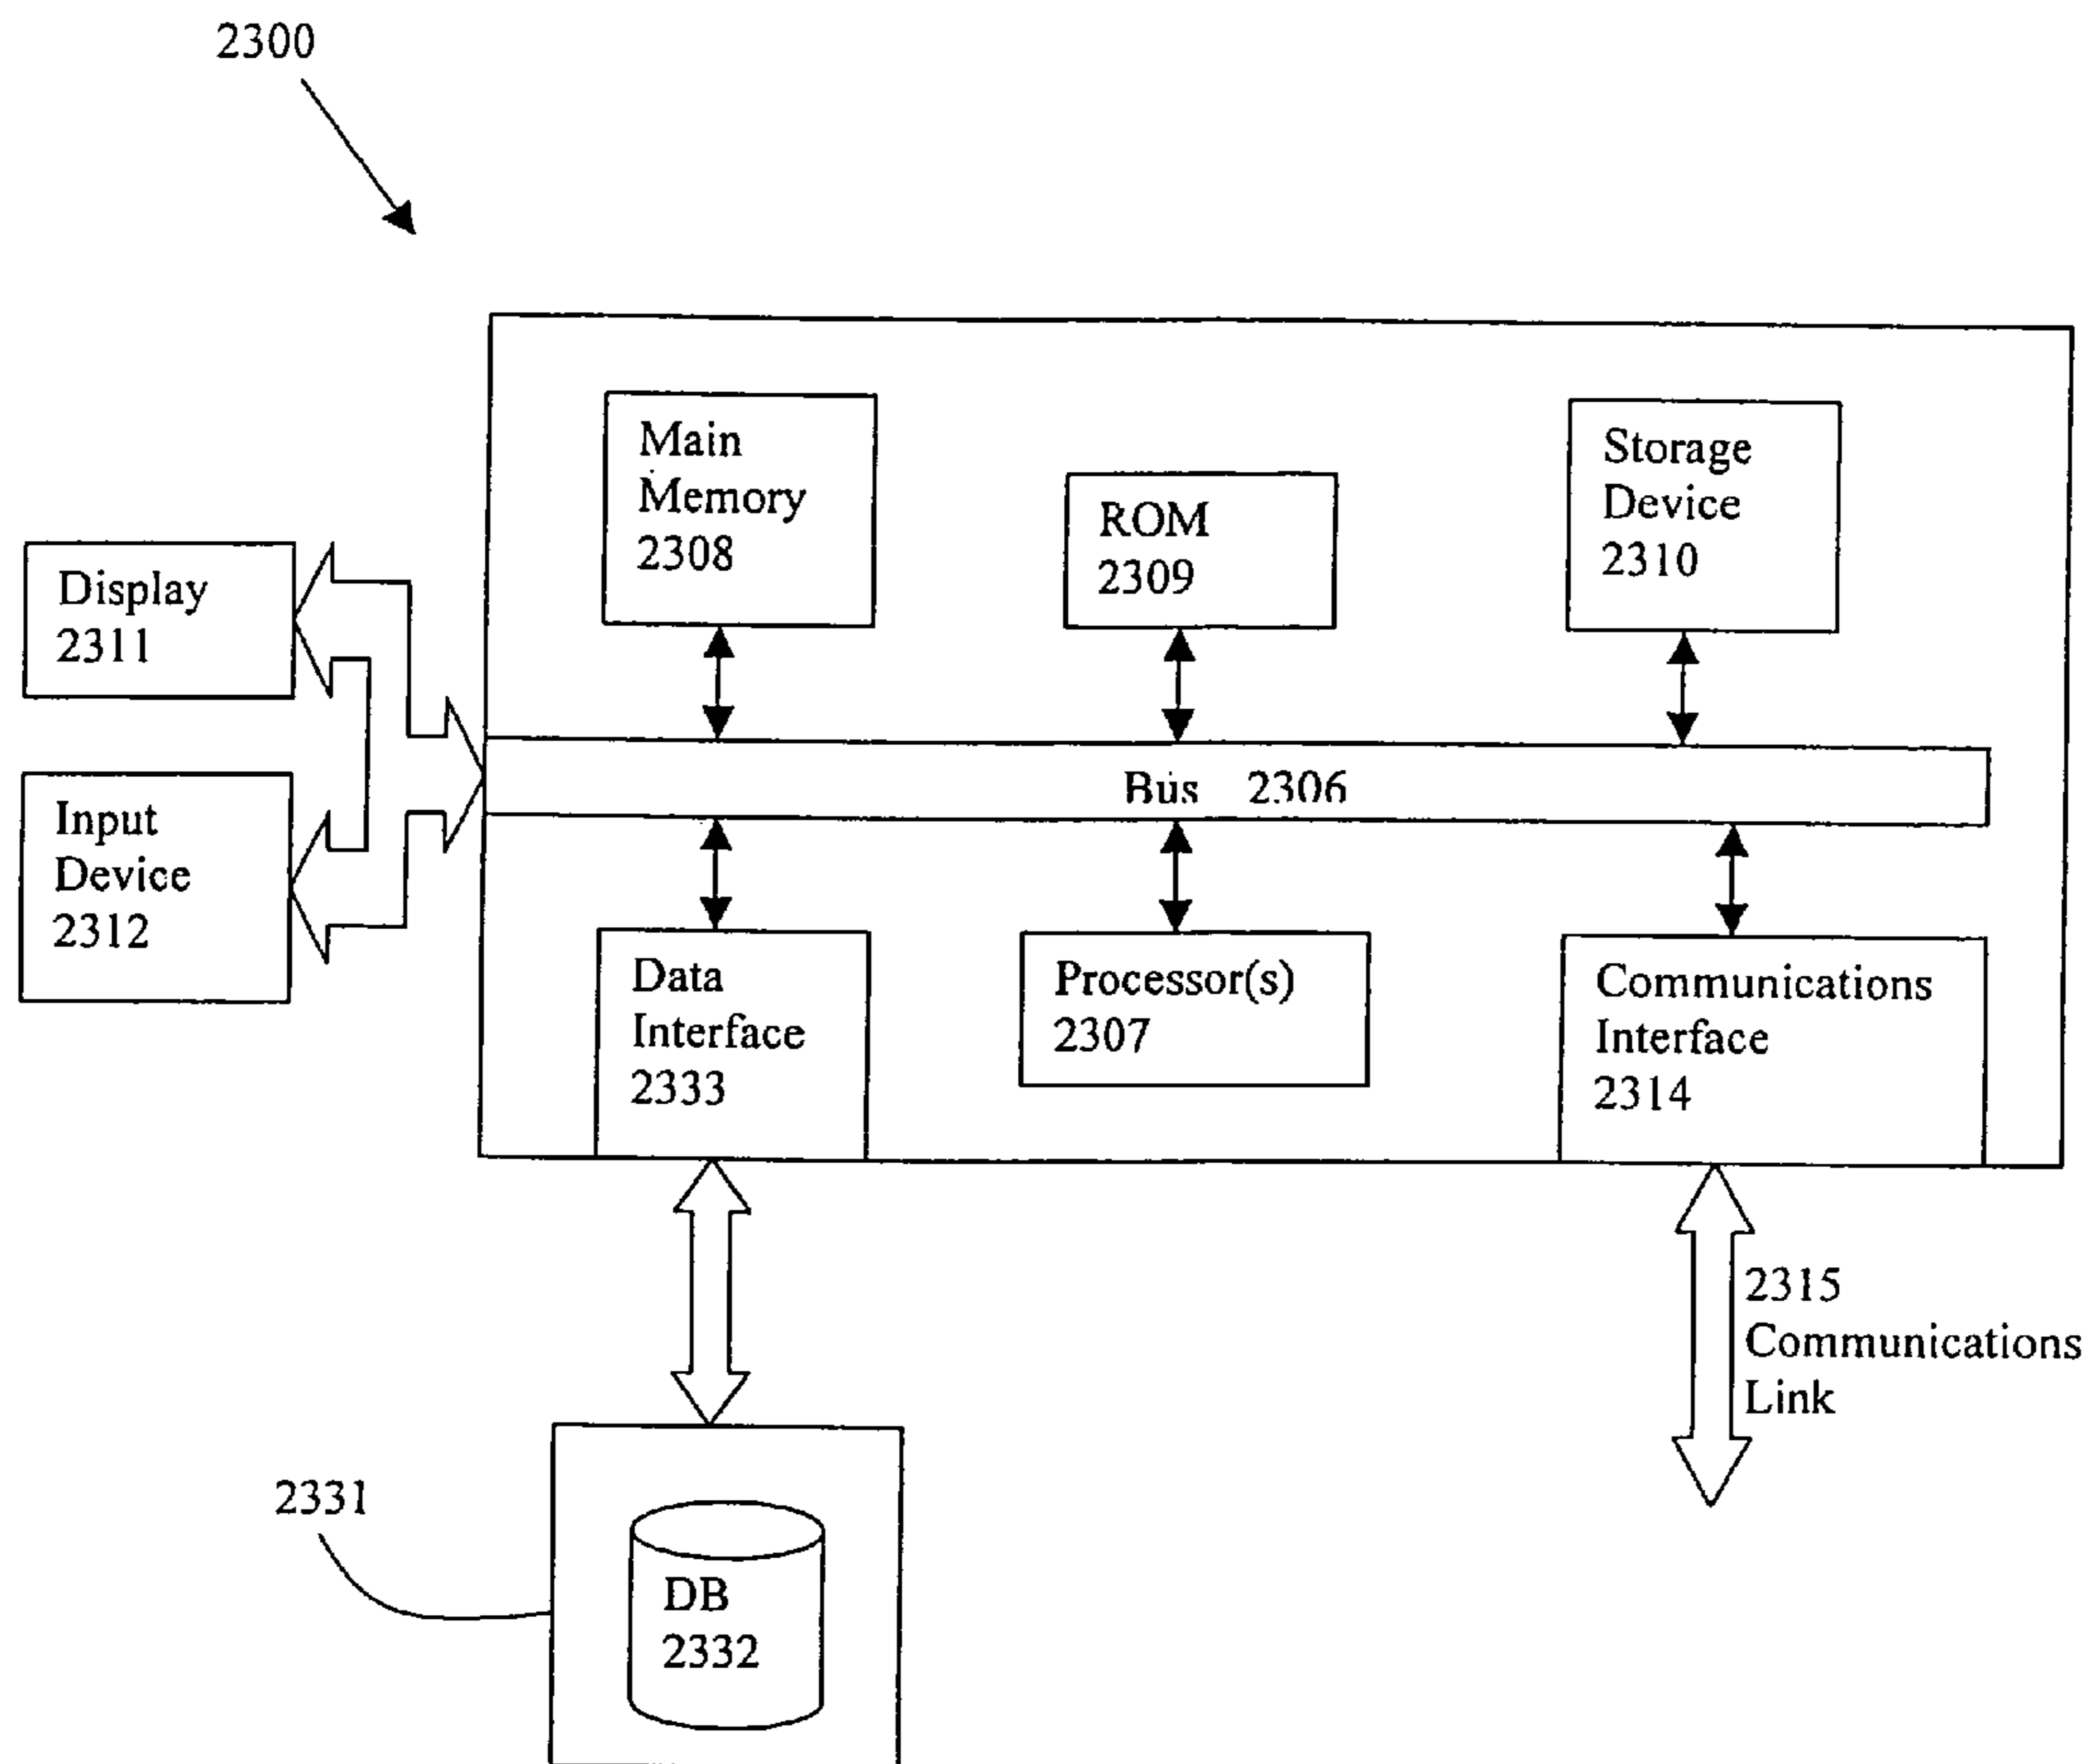 2300
Main
Memory
2308
ROM
2309
Storage
Device
2310
Display
2311
Input
Device
2312
Bus 2306
Data
Interface
2333
Processor(s)
2307
Communications
Interface
2314
2315
Communications
Link
2331
DB
2332